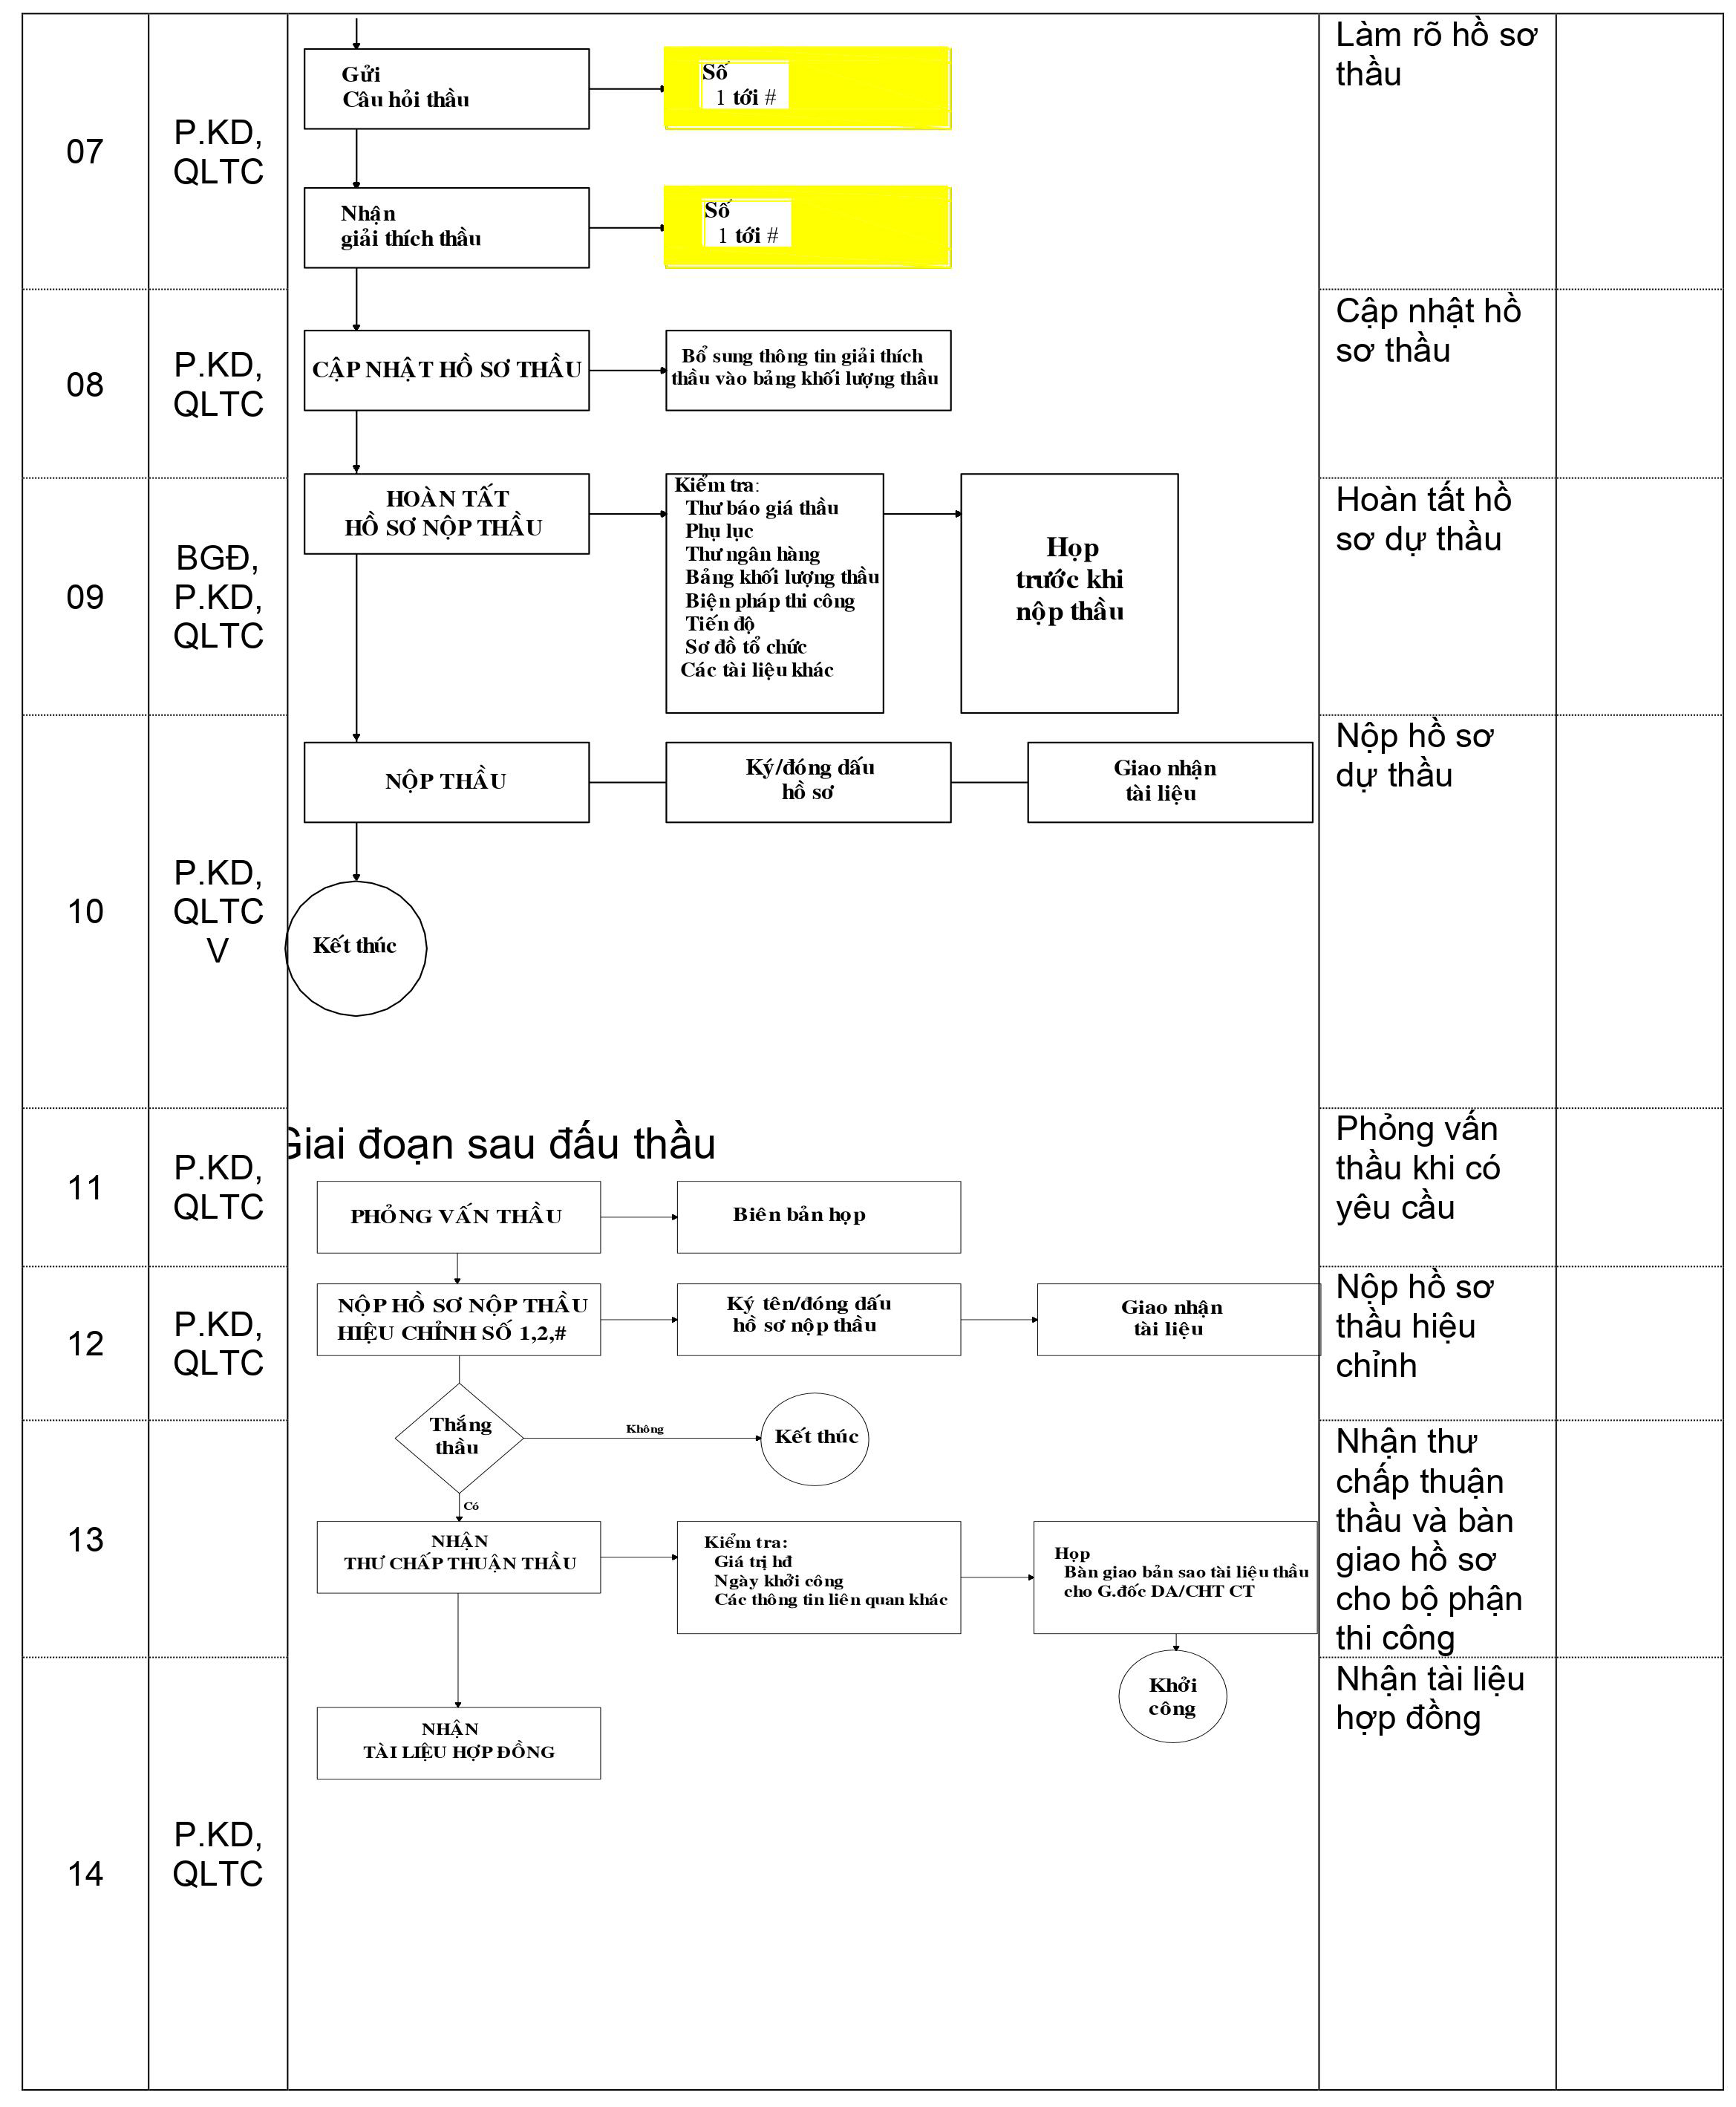 07
P.KD,
QLTC
Gửi
Câu hỏi thầu
Số
1 tới #
Nhận
giải thích thầu
Số
1 tới #
Làm rõ hồ sơ
thầu
08
P.KD,
QLTC
CẬP NHẬT HỒ SƠ THẦU
Bổ sung thông tin giải thích
thầu vào bảng khối lượng thầu
Cập nhật hồ
sơ thầu
09
BGĐ,
P.KD,
QLTC
HOÀN TẤT
HỒ SƠ NỘP THẦU
Kiểm tra:
Thư báo giá thầu
Phụ lục
Thư ngân hàng
Bảng khối lượng thầu
Biện pháp thi công
Tiến độ
Sơ đồ tổ chức
Các tài liệu khác
Họp
trước khi
nộp thầu
Hoàn tất hồ
sơ dự thầu
10
P.KD,
QLTC
V
NỘP THẦU
Ký/đóng dấu
hồ sơ
Giao nhận
tài liệu
Kết thúc
Nộp hồ sơ
dự thầu
11
P.KD,
QLTC
Giai đoạn sau đấu thầu
PHỎNG VẤN THẦU
Biên bản họp
Phỏng vấn
thầu khi có
yêu cầu
12
P.KD,
QLTC
NỘP HỒ SƠ NỘP THẦU
HIỆU CHỈNH SỐ 1,2,#
Ký tên/đóng dấu
hồ sơ nộp thầu
Giao nhận
tài liệu
Nộp hồ sơ
thầu hiệu
chỉnh
13
Thắng
thầu
Không
Kết thúc
Có
NHẬN
THƯ CHẤP THUẬN THẦU
Kiểm tra:
Giá trị hđ
Ngày khởi công
Các thông tin liên quan khác
Họp
Bàn giao bản sao tài liệu thầu
cho G.đốc DA/CHT CT
Nhận thư
chấp thuận
thầu và bàn
giao hồ sơ
cho bộ phận
thi công
14
P.KD,
QLTC
Khởi
công
NHẬN
TÀI LIỆU HỢP ĐỒNG
Nhận tài liệu
hợp đồng